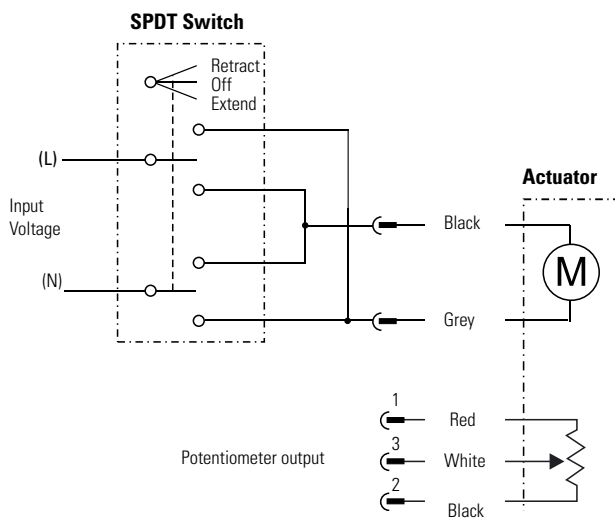 SPDT Switch
Retract
Off
Extend
(L)
Input
Voltage
(N)
Actuator
Black
M
Grey
1
Red
Potentiometer output
3
White
2
Black